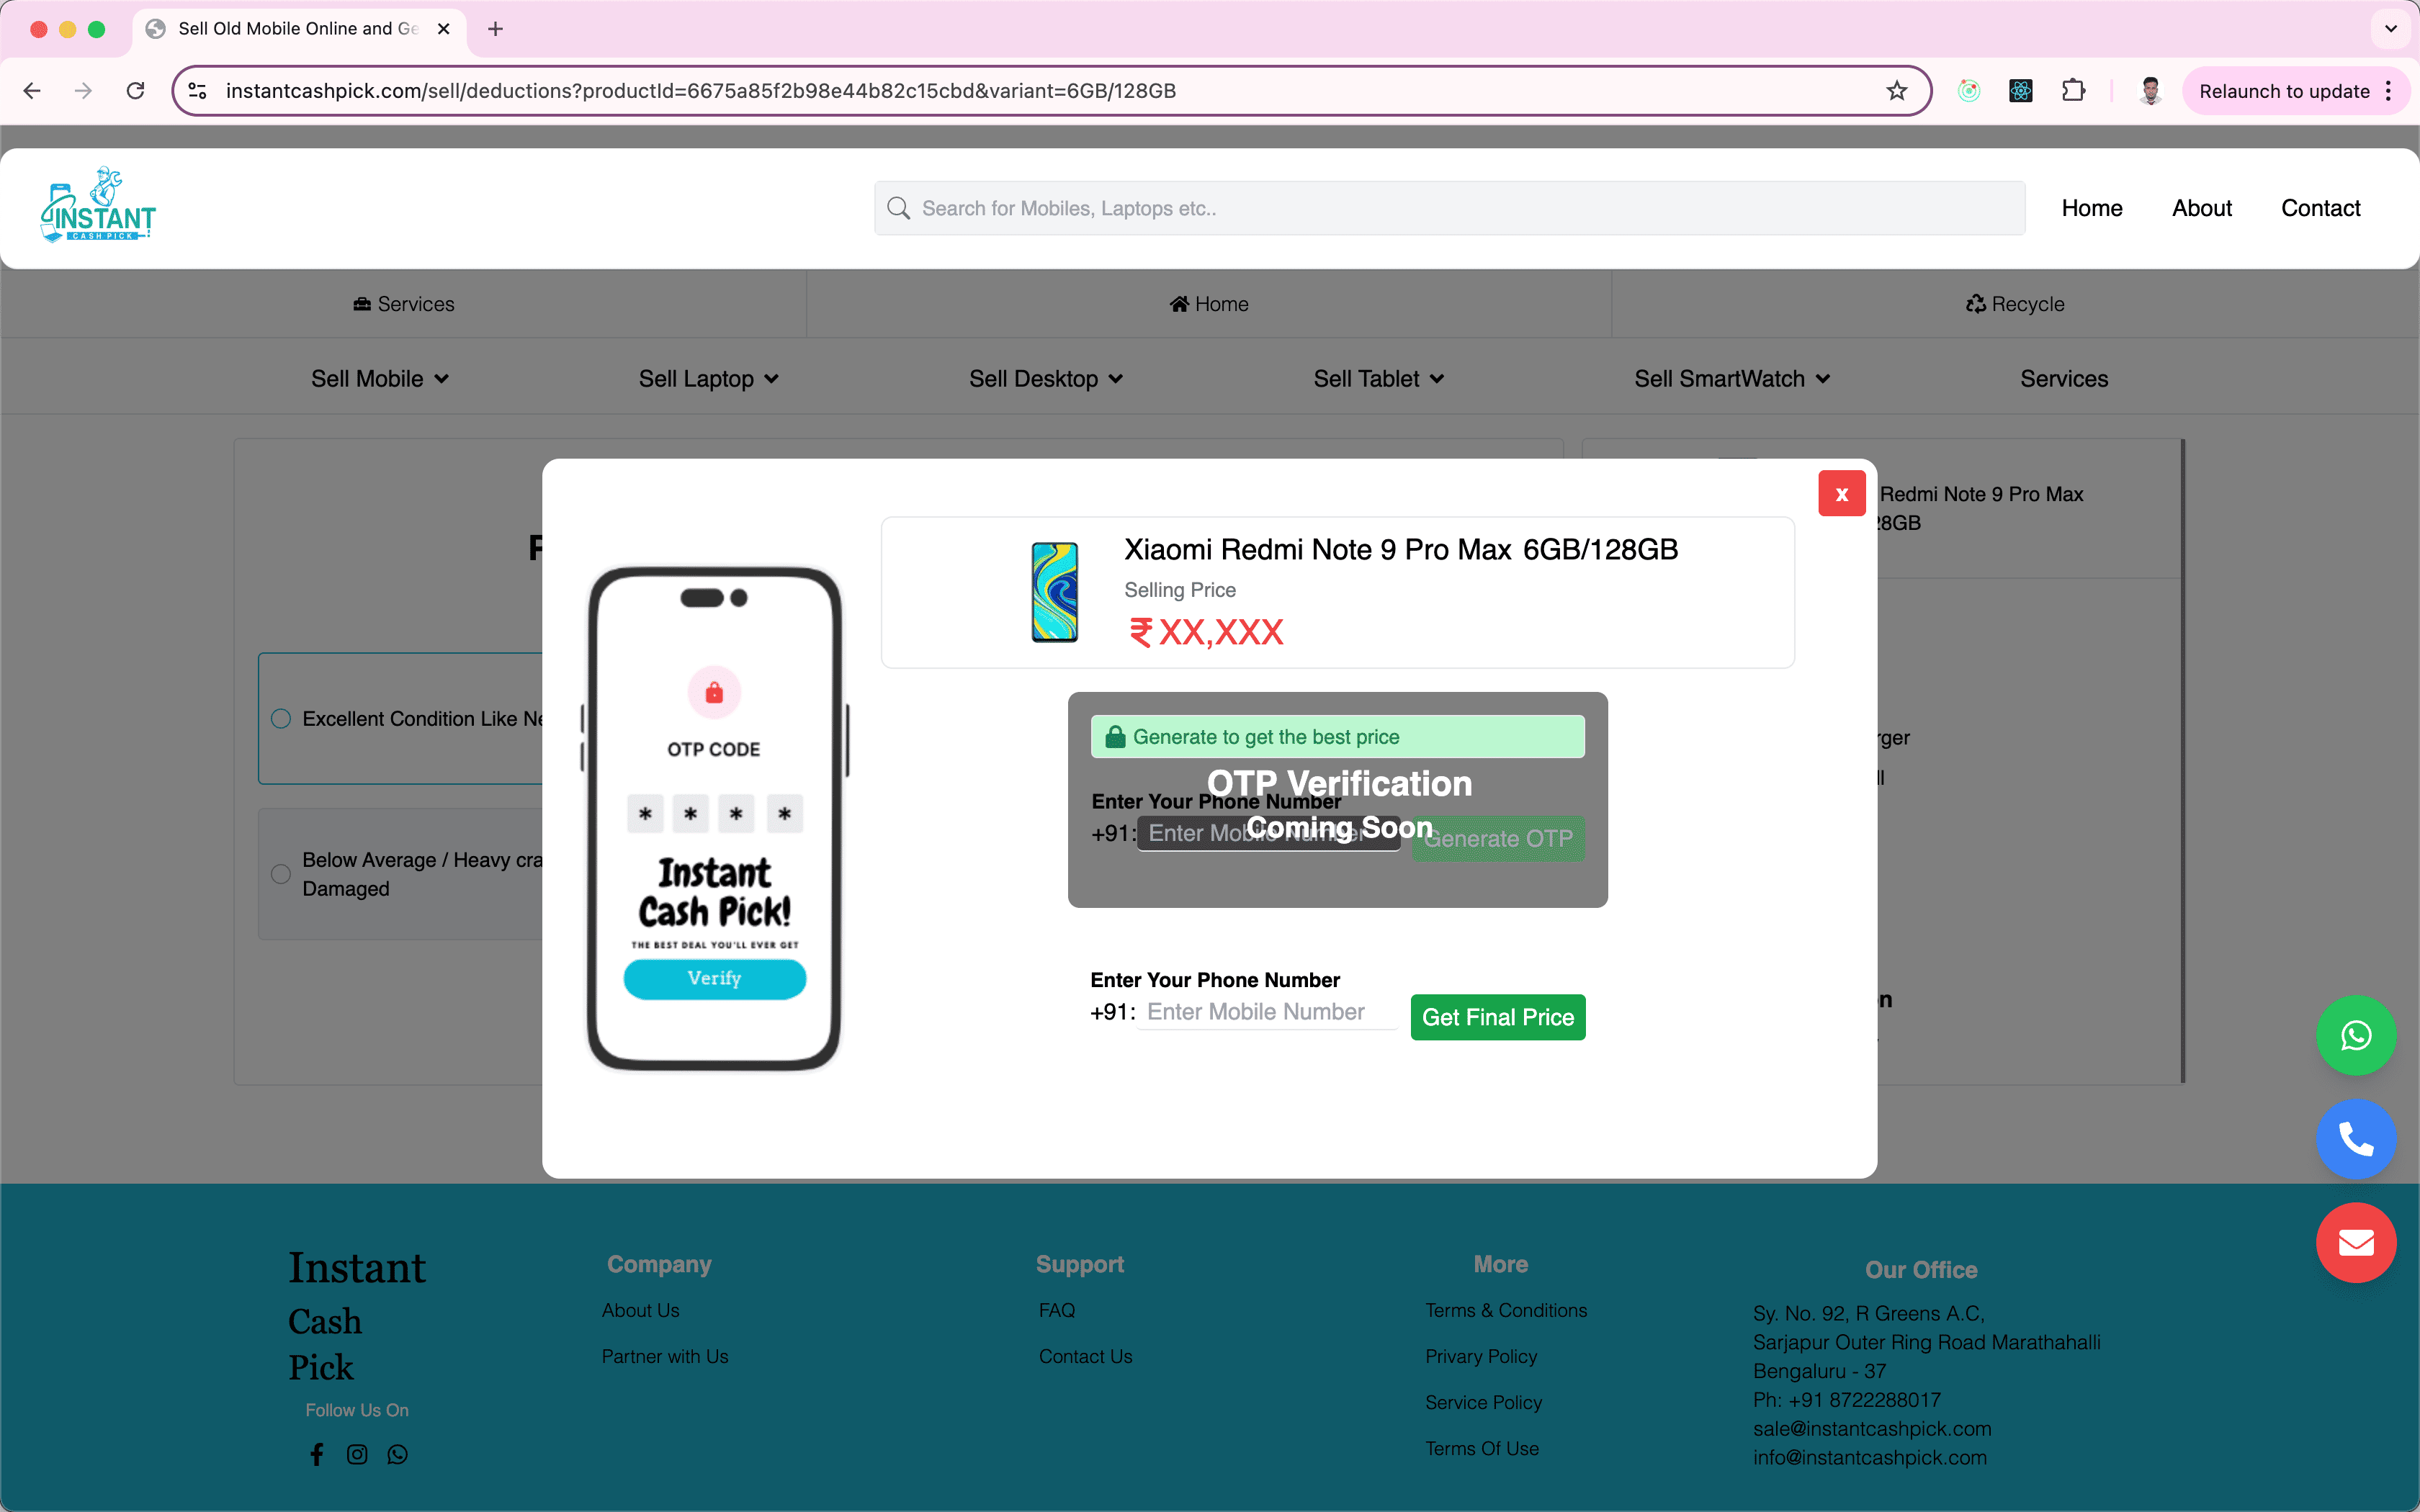 Sell Old Mobile Online and Ge
instantcashpick.com/sell/deductions?productId=6675a85f2b98e44b82c15cbd&variant=6GB/128GB
Relaunch to update
INSTANT
CASH PICK
Search for Mobiles, Laptops etc..
Home
About
Contact
Services
Home
Recycle
Sell Mobile
Sell Laptop
Sell Desktop
Sell Tablet
Sell SmartWatch
Services
x
Redmi Note 9 Pro Max
28GB
Xiaomi Redmi Note 9 Pro Max 6GB/128GB
Selling Price
₹ XX,XXX
Excellent Condition Like Ne
Below Average / Heavy cra
Damaged
OTP CODE
* * * *
Instant
Cash Pick!
THE BEST DEAL YOU'LL EVER GET
Verify
Generate to get the best price
OTP Verification
Coming Soon
Enter Your Phone Number
+91: Enter Mobile Number
Generate OTP
Enter Your Phone Number
+91: Enter Mobile Number
Get Final Price
Instant
Cash
Pick
Follow Us On
Company
About Us
Partner with Us
Support
FAQ
Contact Us
More
Terms & Conditions
Privary Policy
Service Policy
Terms Of Use
Our Office
Sy. No. 92, R Greens A.C,
Sarjapur Outer Ring Road Marathahalli
Bengaluru - 37
Ph: +91 8722288017
sale@instantcashpick.com
info@instantcashpick.com